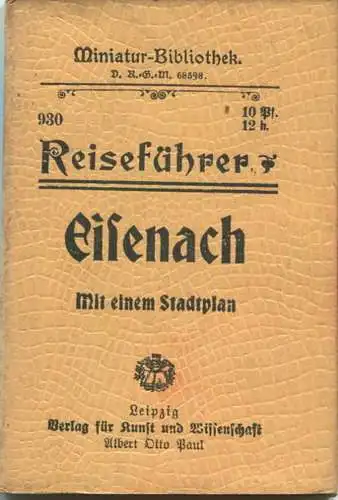 Miniatur-Bibliothek.
D. R.-G.-M. 68598.
930
10 Pf.
12 h.
Reiseführer
Eiſenach
Mit einem Stadtplan
Leipzig
Verlag für Kunst und Wiſſenſchaft
Albert Otto Paul